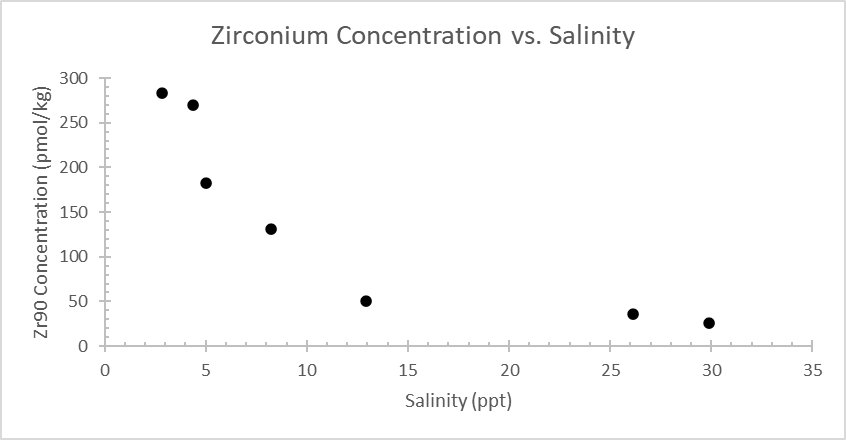 Zirconium Concentration vs. Salinity
Zr90 Concentration (pmol/kg)
300
250
200
150
100
50
0
0 5 10 15 20 25 30 35
Salinity (ppt)